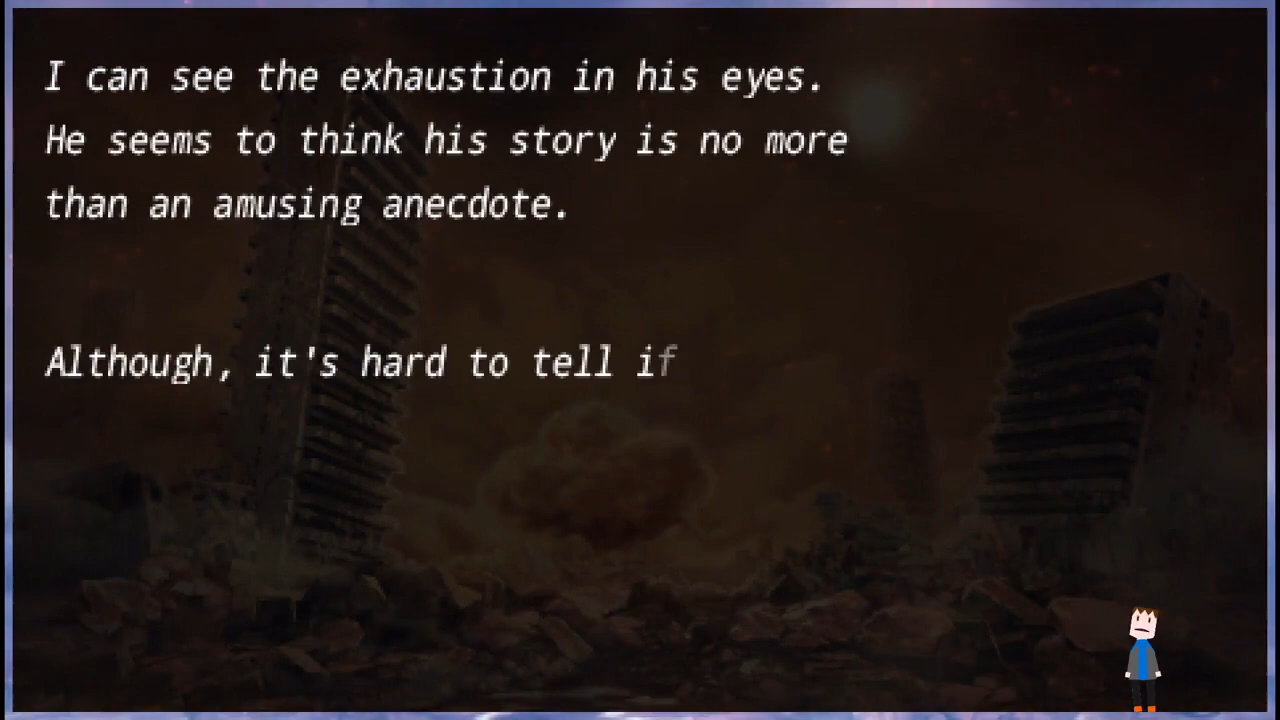 I can see the exhaustion in his eyes.
He seems to think his story is no more
than an amusing anecdote.
Although, it's hard to tell if